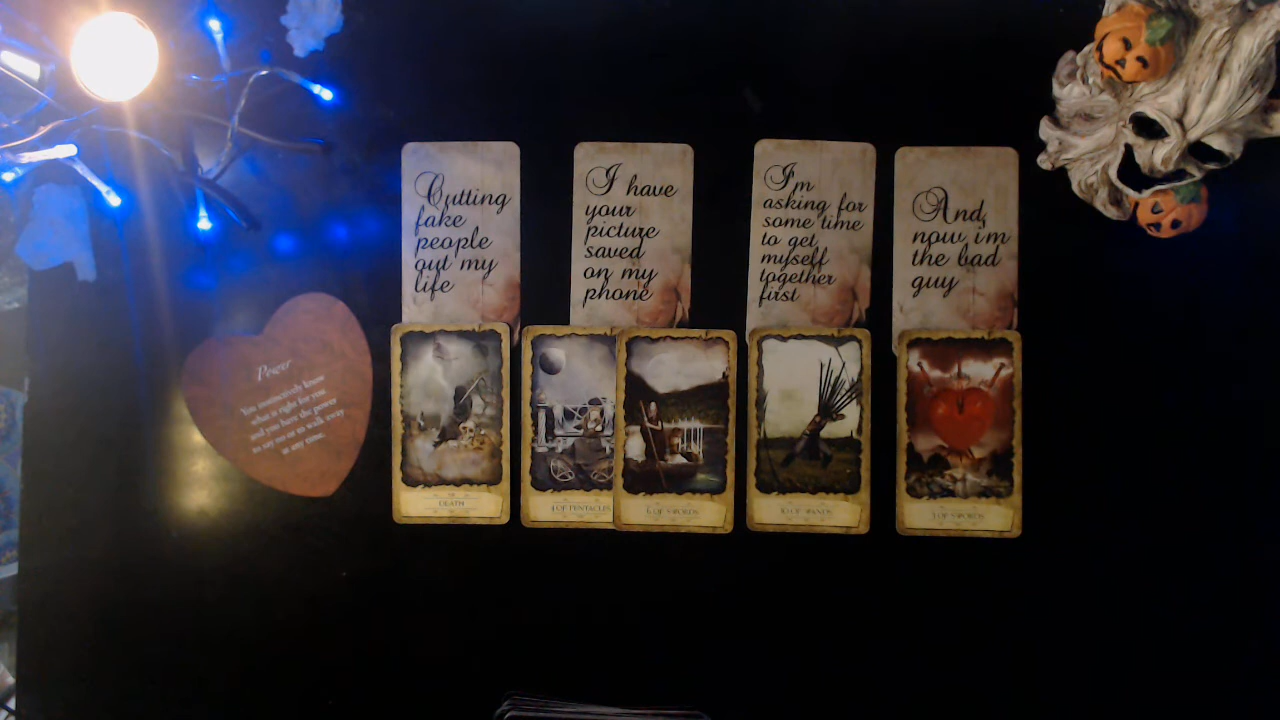 Cutting
fake
people
out my
life
I have
your
picture
saved
on my
phone
I'm
asking for
some time
to get
myself
together
first
And,
now i'm
the bad
guy
Power
You instinctively know
what is right for you
and you have the power
to say no or to walk away
at any time.
DEATH
4 OF PENTACLES
6 OF SWORDS
10 OF WANDS
3 OF SWORDS